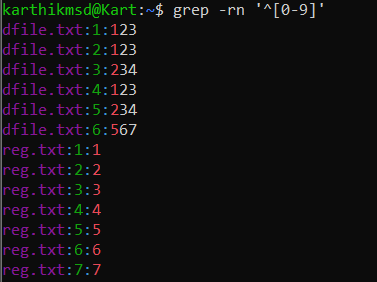 karthikmsd@Kart:~$ grep -rn '^[0-9]'
dfile.txt:1:123
dfile.txt:2:123
dfile.txt:3:234
dfile.txt:4:123
dfile.txt:5:234
dfile.txt:6:567
reg.txt:1:1
reg.txt:2:2
reg.txt:3:3
reg.txt:4:4
reg.txt:5:5
reg.txt:6:6
reg.txt:7:7